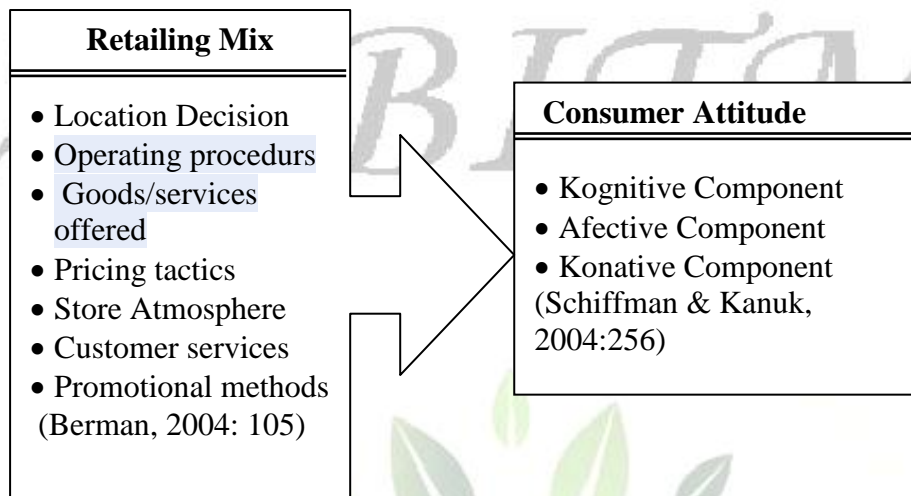 Retailing Mix
• Location Decision
• Operating procedurs
• Goods/services
offered
• Pricing tactics
• Store Atmosphere
• Customer services
• Promotional methods
(Berman, 2004: 105)
Consumer Attitude
• Kognitive Component
• Afective Component
• Konative Component
(Schiffman & Kanuk,
2004:256)